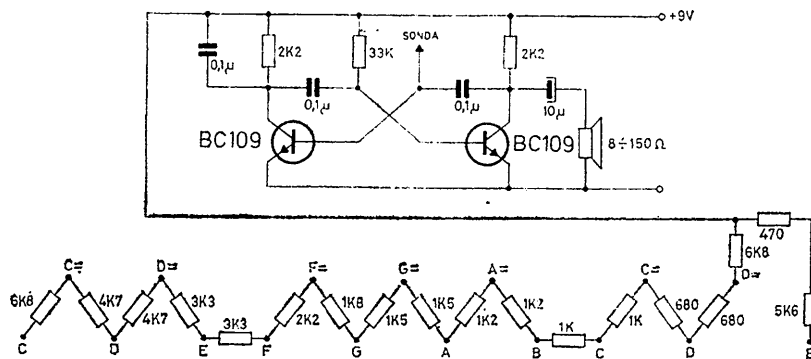 +9V
0,1µ
2K2
33K
SONDA
2K2
0,1µ
0,1µ
10µ
BC109
BC109
8÷150Ω
470
6K8
5K6
C= D= F= G= A= C= D=
6K8 4K7 4K7 3K3 3K3 2K2 1K8 1K5 1K5 1K2 1K2 1K 1K 680 680
C D E F G A B C D E